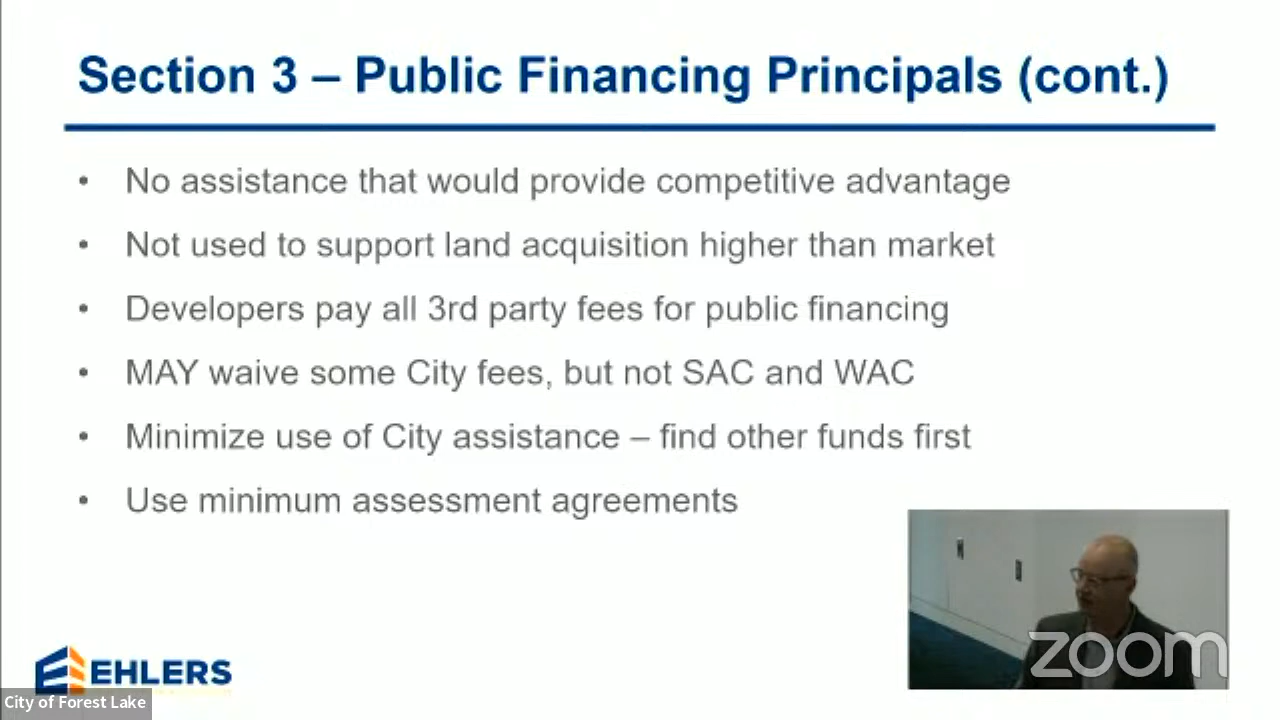 Section 3 – Public Financing Principals (cont.)
• No assistance that would provide competitive advantage
• Not used to support land acquisition higher than market
• Developers pay all 3rd party fees for public financing
• MAY waive some City fees, but not SAC and WAC
• Minimize use of City assistance – find other funds first
• Use minimum assessment agreements
zoom
EHLERS
City of Forest Lake